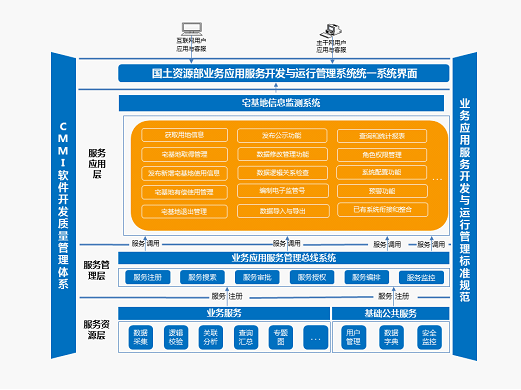 互联网用户
应用与客服
主干网用户
应用与客服
国土资源部业务应用服务开发与运行管理系统统一系统界面
宅基地信息监测系统
CMMI软件开发质量管理体系
业务应用服务开发与运行管理标准规范
服务
应用
层
获取用地信息
发布公示功能
查询和统计报表
宅基地取得管理
数据修改管理功能
角色权限管理
发布新增宅基地使用信息
数据逻辑关系检查
系统配置功能
宅基地有偿使用管理
编制电子监管号
预警功能
宅基地退出管理
数据导入与导出
已有系统衔接和整合
...
服务调用
服务调用
服务调用
服务调用
服务管
理层
业务应用服务管理总线系统
服务注册
服务搜索
服务审批
服务授权
服务编排
服务监控
服务注册
服务注册
服务资
源层
业务服务
基础公共服务
数据
采集
逻辑
校验
关联
分析
查询
汇总
专题
图
...
用户
管理
数据
字典
安全
监控